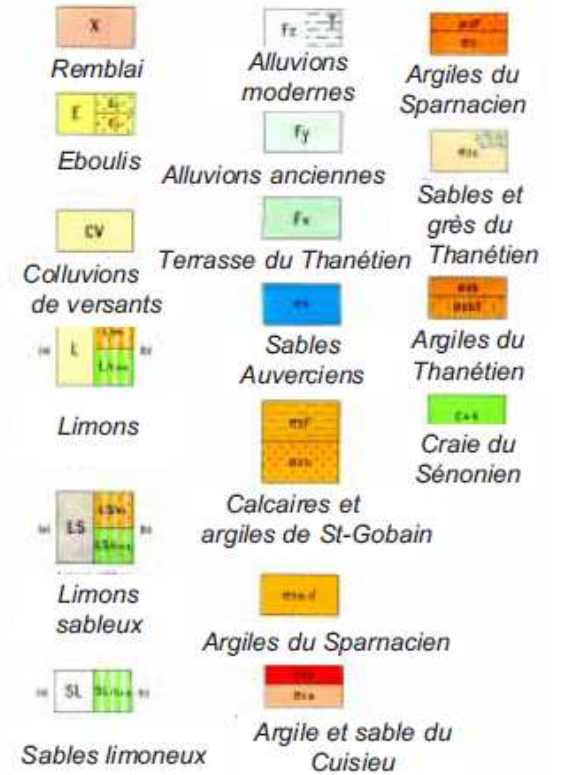 X
Remblai
E
Eboulis
CV
Colluvions
de versants
L
Limons
LS
Limons
sableux
SL
Sables limoneux
Fz
Alluvions
modernes
Fy
Alluvions anciennes
Fx
Terrasse du Thanétien
Sables
Auverciens
Calcaires et
argiles de St-Gobain
Argiles du Sparnacien
Argile et sable du
Cuisieu
Argiles du
Sparnacien
Sables et
grès du
Thanétien
Argiles du
Thanétien
Craie du
Sénonien